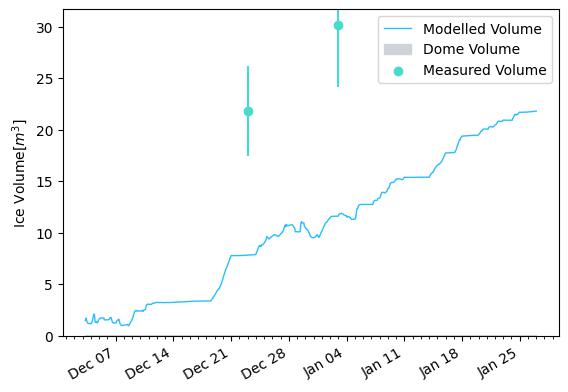 Ice Volume[m³]
30
25
20
15
10
5
0
Modelled Volume
Dome Volume
Measured Volume
Dec 07
Dec 14
Dec 21
Dec 28
Jan 04
Jan 11
Jan 18
Jan 25